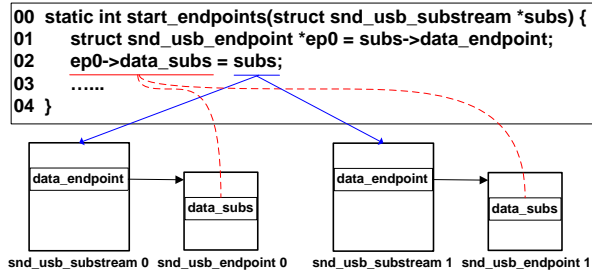 00 static int start_endpoints(struct snd_usb_substream *subs) {
01 struct snd_usb_endpoint *ep0 = subs->data_endpoint;
02 ep0->data_subs = subs;
03 …...
04 }
data_endpoint
data_subs
data_endpoint
data_subs
snd_usb_substream 0 snd_usb_endpoint 0 snd_usb_substream 1 snd_usb_endpoint 1